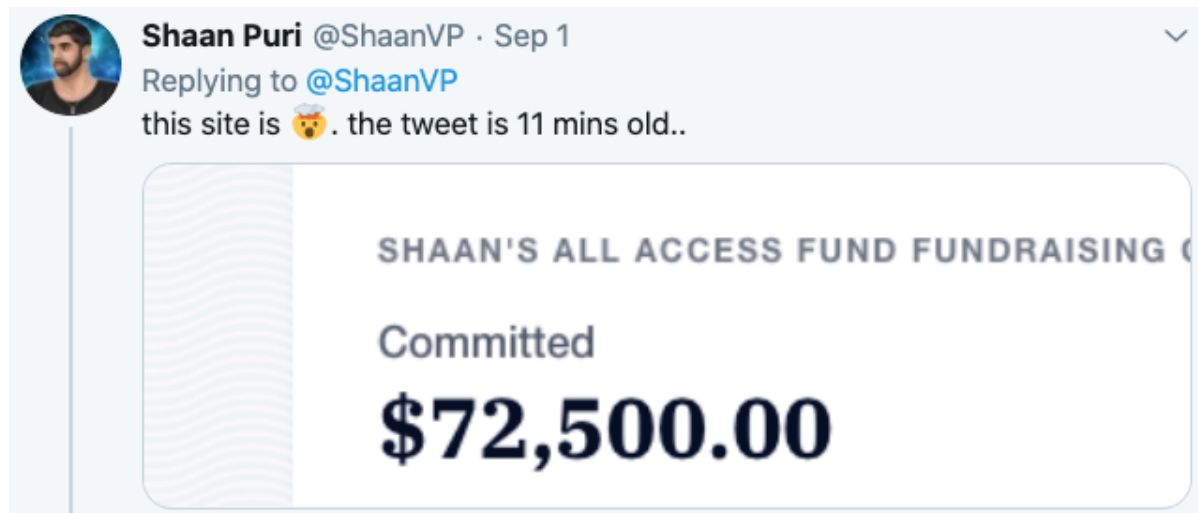 Shaan Puri @ShaanVP · Sep 1
Replying to @ShaanVP
this site is 🤯. the tweet is 11 mins old..
SHAAN'S ALL ACCESS FUND FUNDRAISING
Committed
$72,500.00